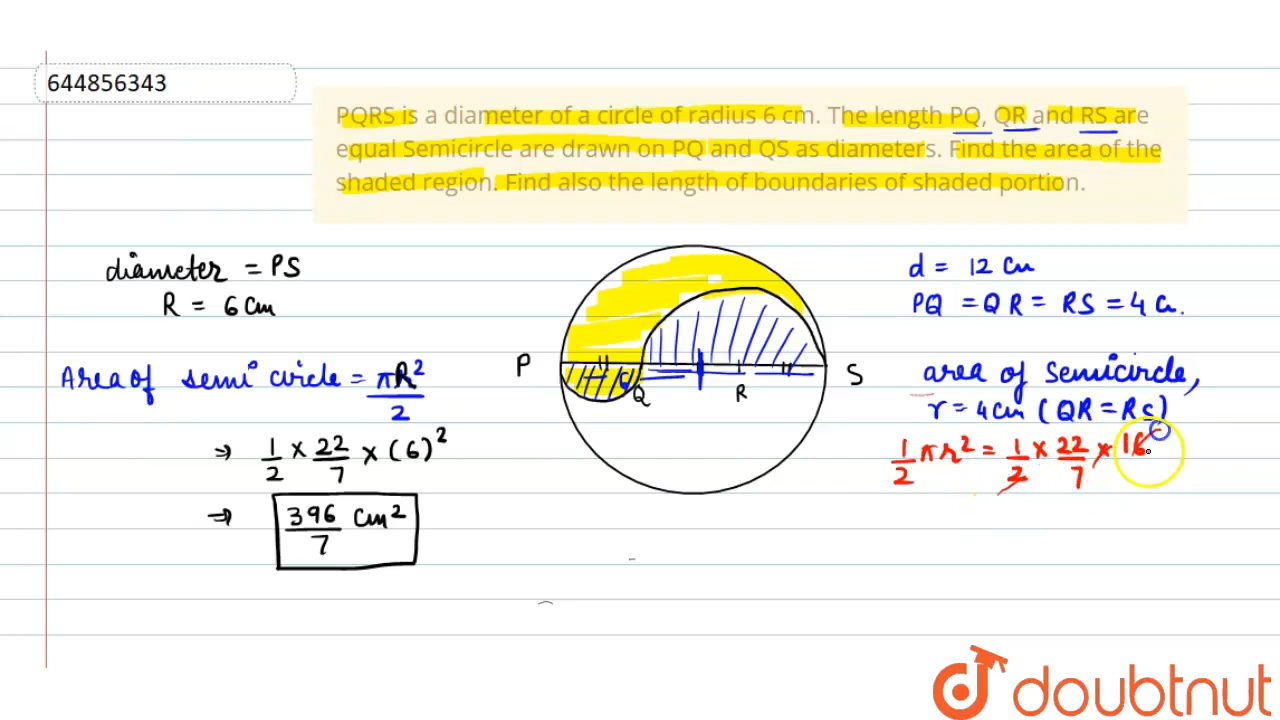 644856343
PQRS is a diameter of a circle of radius 6 cm. The length PQ, QR and RS are
equal Semicircle are drawn on PQ and QS as diameters. Find the area of the
shaded region. Find also the length of boundaries of shaded portion.
diameter = PS
R = 6 cm
Area of semi circle = πR²/2
⇒ 1/2 × 22/7 × (6)²
⇒ 396/7 cm²
P
Q
R
S
d = 12 cm
PQ = QR = RS = 4 c.
area of semicircle,
r = 4cm (QR = RS)
1/2 πr² = 1/2 × 22/7 × 16
doubtnut